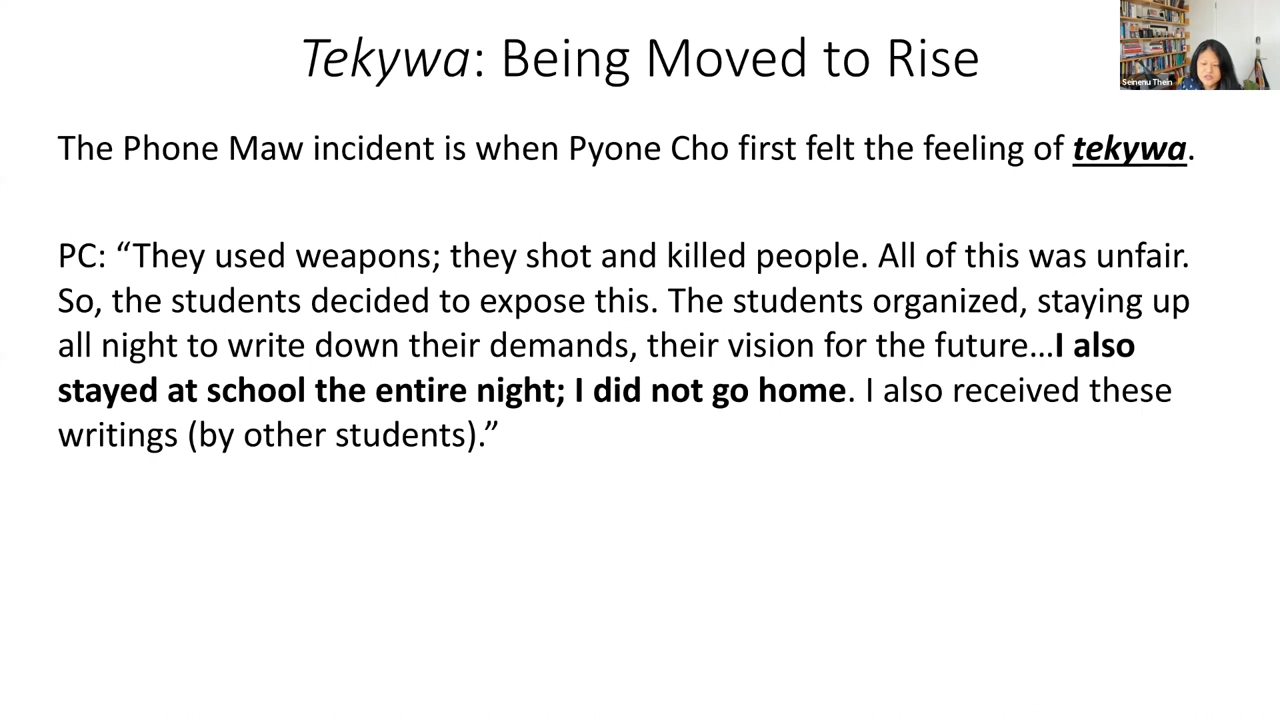 Tekywa: Being Moved to Rise
Seinenu Thein
The Phone Maw incident is when Pyone Cho first felt the feeling of tekywa.
PC: “They used weapons; they shot and killed people. All of this was unfair.
So, the students decided to expose this. The students organized, staying up
all night to write down their demands, their vision for the future…I also
stayed at school the entire night; I did not go home. I also received these
writings (by other students).”